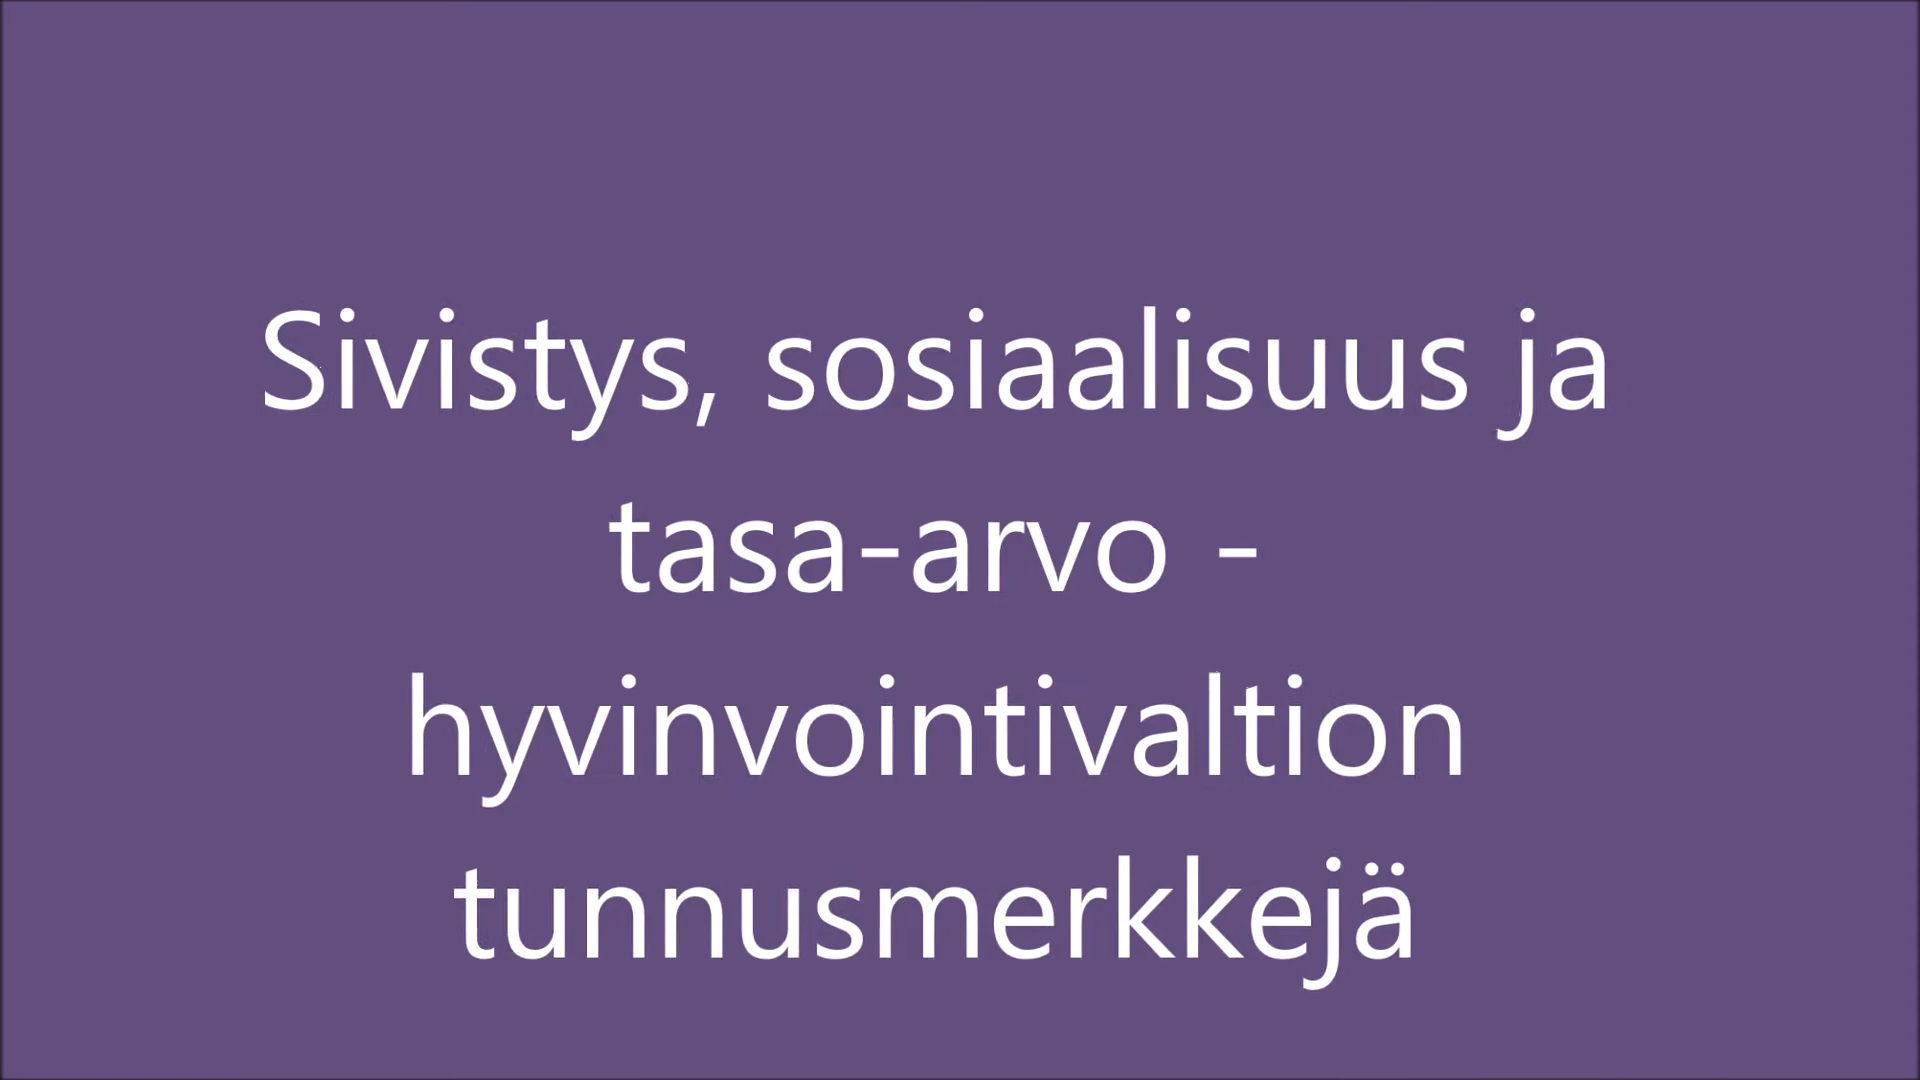 Sivistys, sosiaalisuus ja
tasa-arvo -
hyvinvointivaltion
tunnusmerkkejä